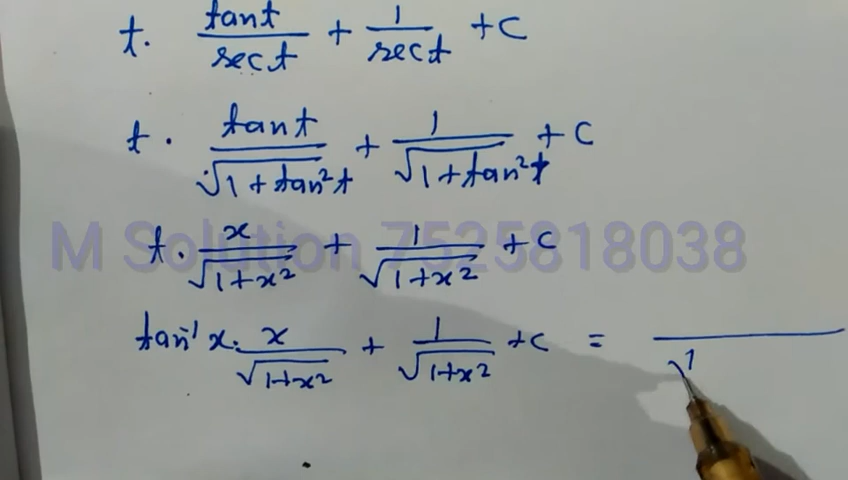 t. tant/sect + 1/sect + C
t · tant/√1+tan²t + 1/√1+tan²t + C
t. x/√1+x² + 1/√1+x² + C
M Solution 7525818038
tan⁻¹x. x/√1+x² + 1/√1+x² + C = /√1